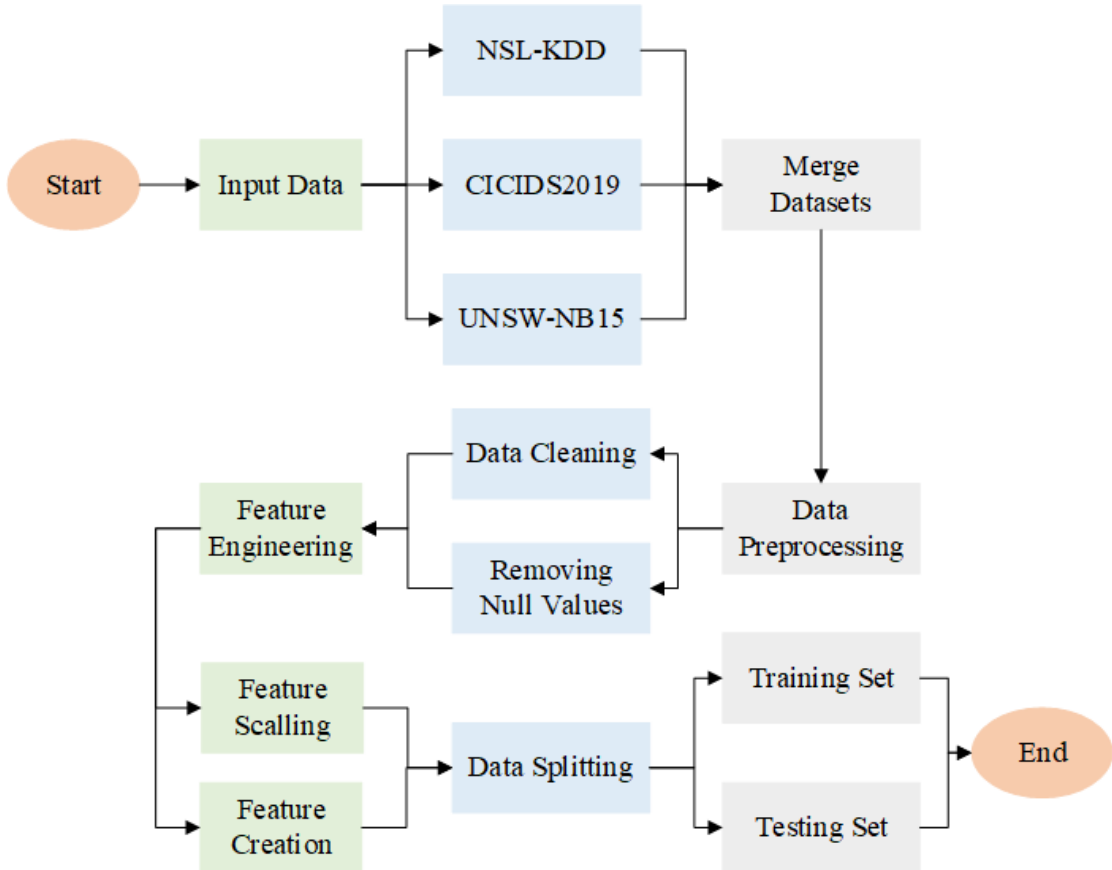 Start
Input Data
NSL-KDD
CICIDS2019
UNSW-NB15
Merge
Datasets
Data
Preprocessing
Data Cleaning
Removing
Null Values
Feature
Engineering
Feature
Scalling
Feature
Creation
Data Splitting
Training Set
Testing Set
End